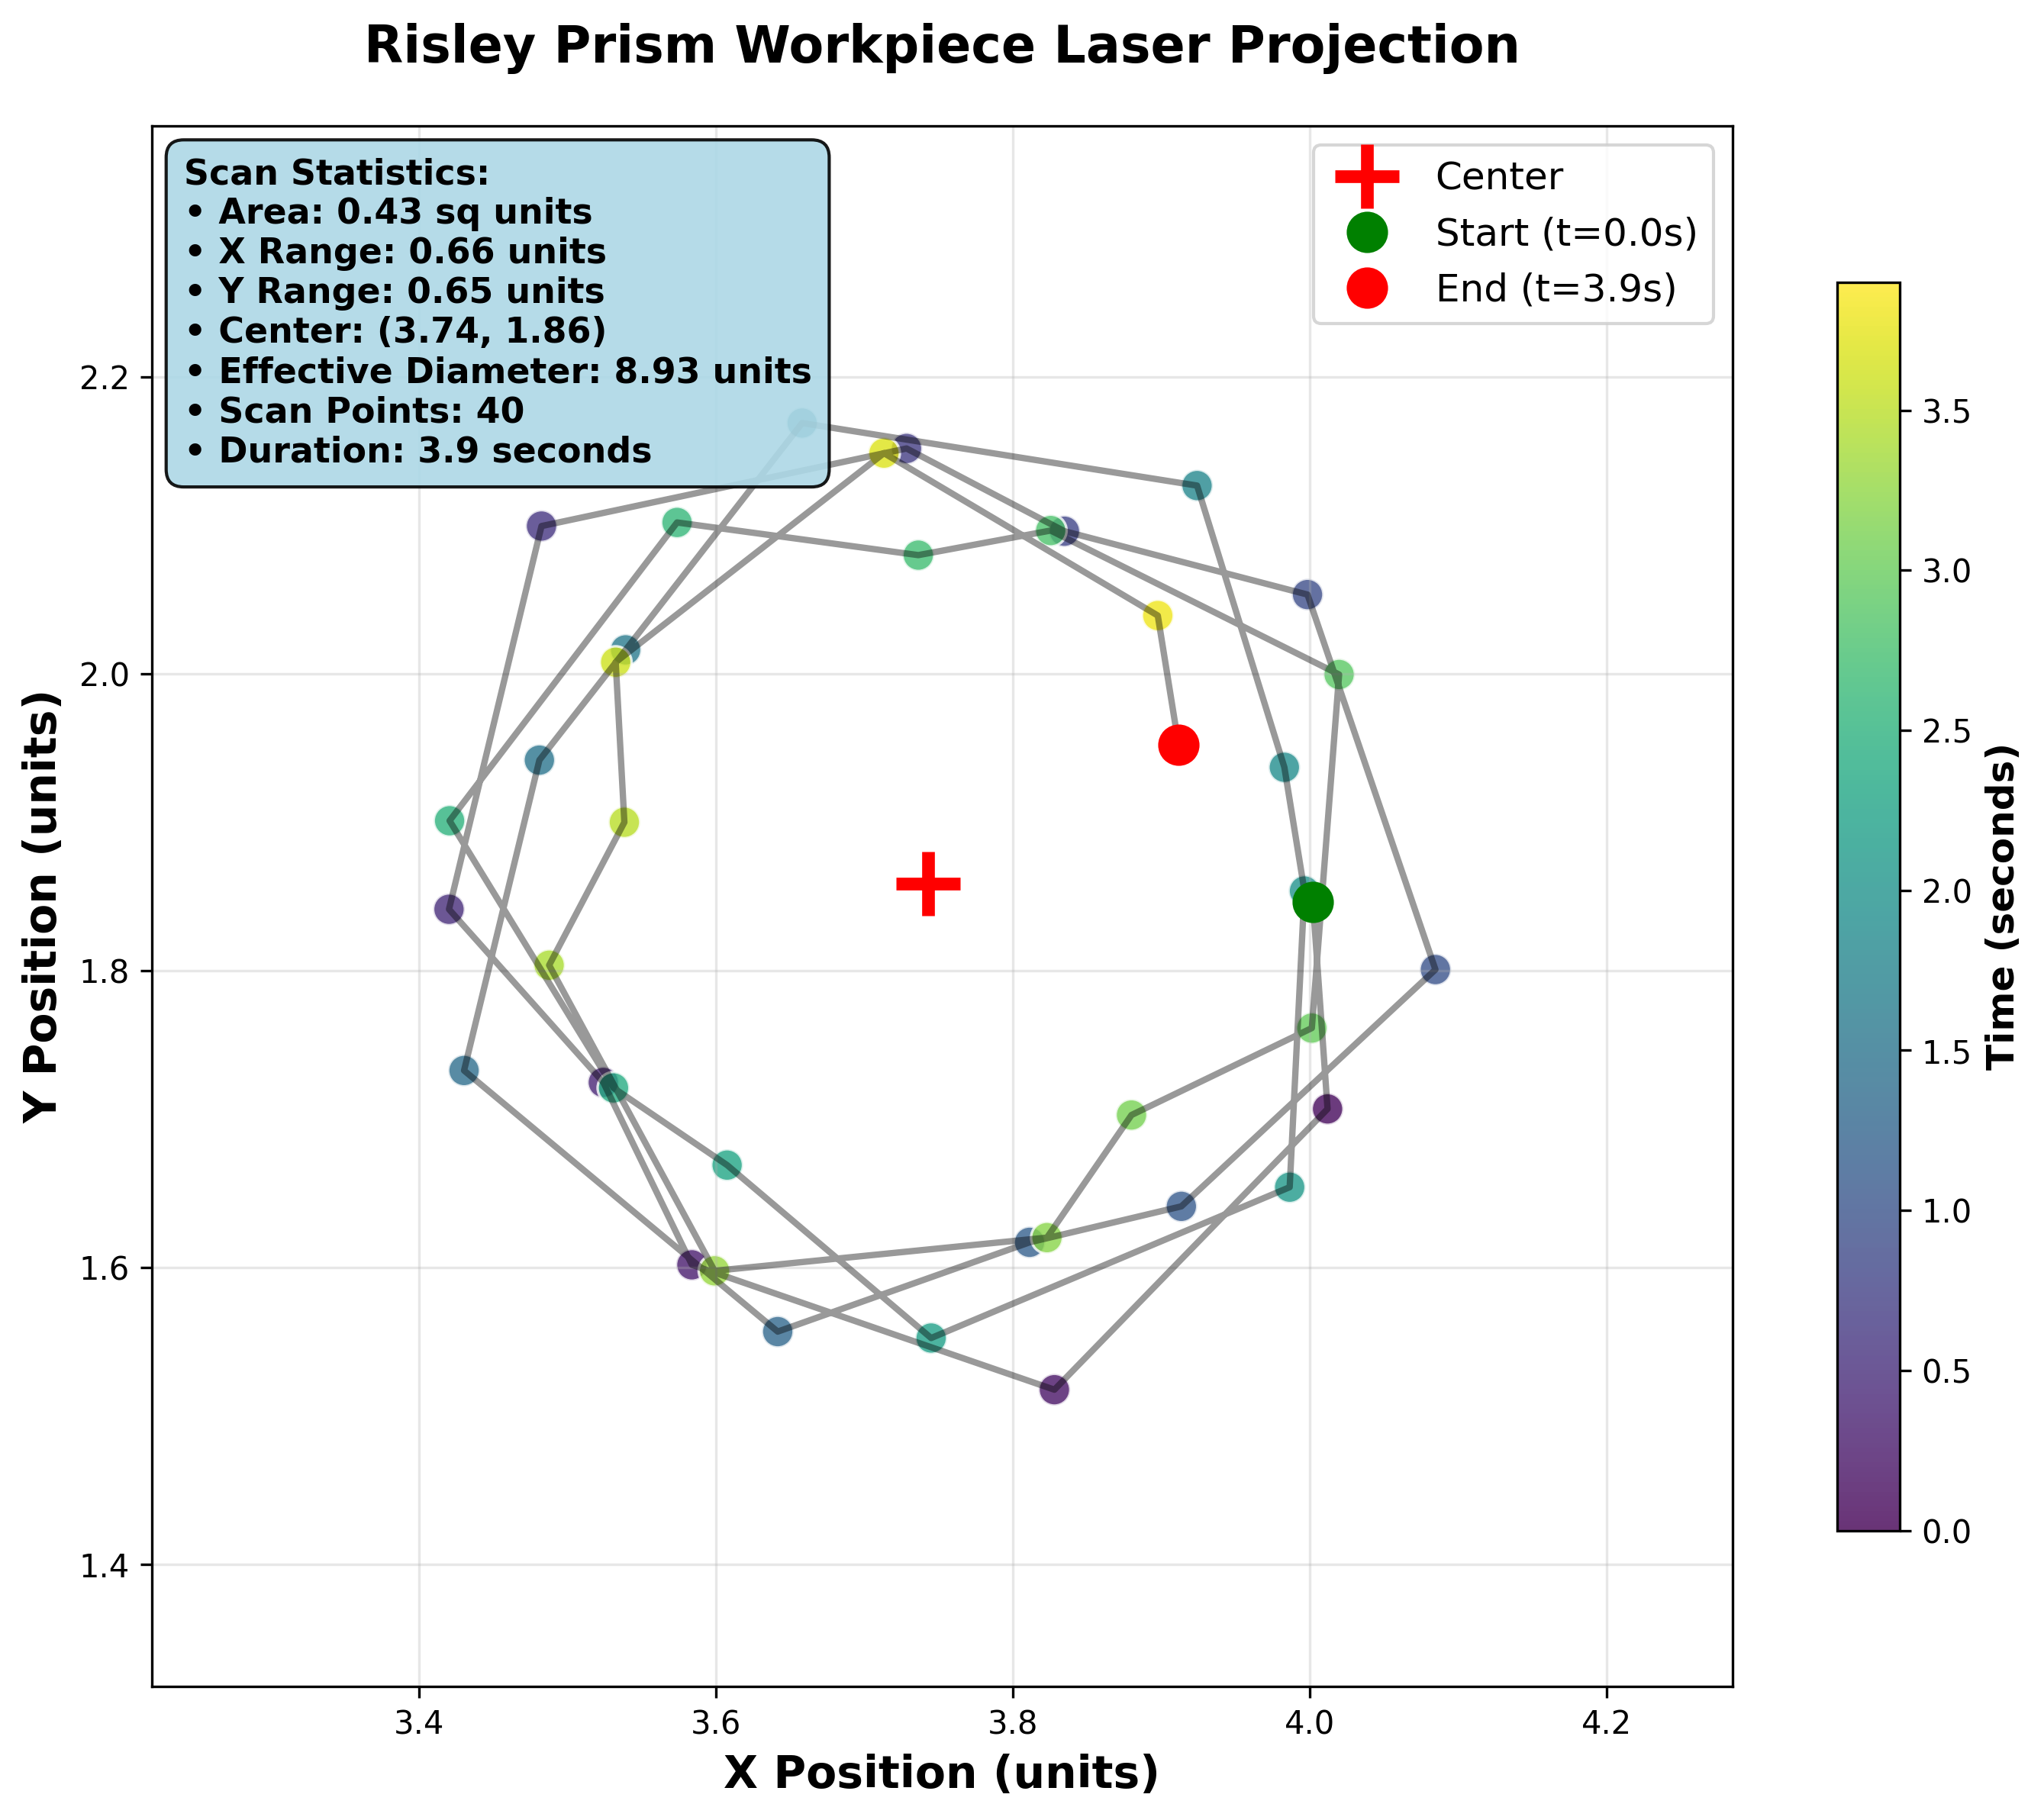 Risley Prism Workpiece Laser Projection
Scan Statistics:
• Area: 0.43 sq units
• X Range: 0.66 units
• Y Range: 0.65 units
• Center: (3.74, 1.86)
• Effective Diameter: 8.93 units
• Scan Points: 40
• Duration: 3.9 seconds
Center
Start (t=0.0s)
End (t=3.9s)
2.2
2.0
1.8
1.6
1.4
Y Position (units)
3.4
3.6
3.8
4.0
4.2
X Position (units)
3.5
3.0
2.5
2.0
1.5
1.0
0.5
0.0
Time (seconds)